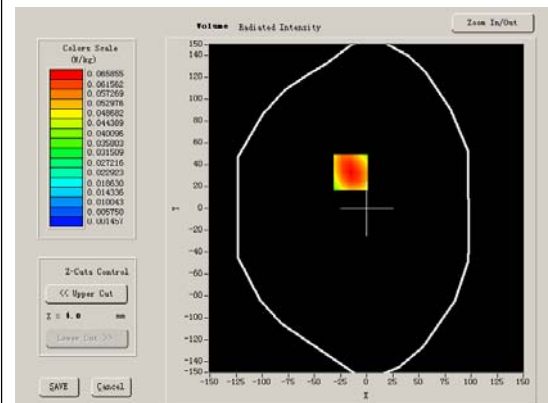 Volume Radiated Intensity
Zoom In/Out
Colors Scale
(W/kg)
0.065855
0.061562
0.057269
0.052976
0.048682
0.044389
0.040096
0.035803
0.031509
0.027216
0.022923
0.018630
0.014336
0.010043
0.005750
0.001457
Z-Cuts Control
<< Upper Cut
Z = 4.0 mm
Lower Cut >>
SAVE
Cancel
150
140
120
100
80
60
40
20
Y
0
-20
-40
-60
-80
-100
-120
-140
-150
-150 -125 -100 -75 -50 -25 0 25 50 75 100 125 150
X